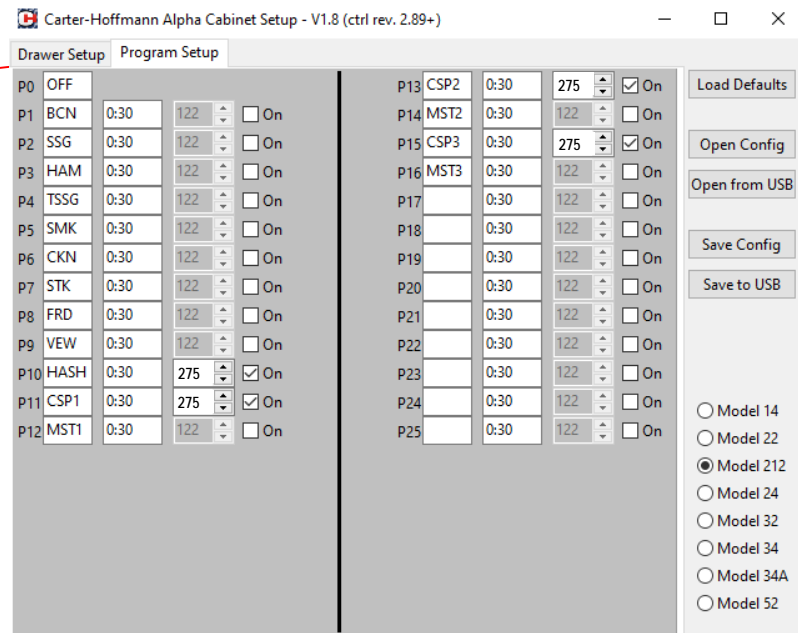 Carter-Hoffmann Alpha Cabinet Setup - V1.8 (ctrl rev. 2.89+)
Drawer Setup Program Setup
P0 OFF
P1 BCN 0:30 122 On
P2 SSG 0:30 122 On
P3 HAM 0:30 122 On
P4 TSSG 0:30 122 On
P5 SMK 0:30 122 On
P6 CKN 0:30 122 On
P7 STK 0:30 122 On
P8 FRD 0:30 122 On
P9 VEW 0:30 122 On
P10 HASH 0:30 275 On
P11 CSP1 0:30 275 On
P12 MST1 0:30 122 On
P13 CSP2 0:30 275 On
P14 MST2 0:30 122 On
P15 CSP3 0:30 275 On
P16 MST3 0:30 122 On
P17 0:30 122 On
P18 0:30 122 On
P19 0:30 122 On
P20 0:30 122 On
P21 0:30 122 On
P22 0:30 122 On
P23 0:30 122 On
P24 0:30 122 On
P25 0:30 122 On
Load Defaults
Open Config
Open from USB
Save Config
Save to USB
Model 14
Model 22
Model 212
Model 24
Model 32
Model 34
Model 34A
Model 52